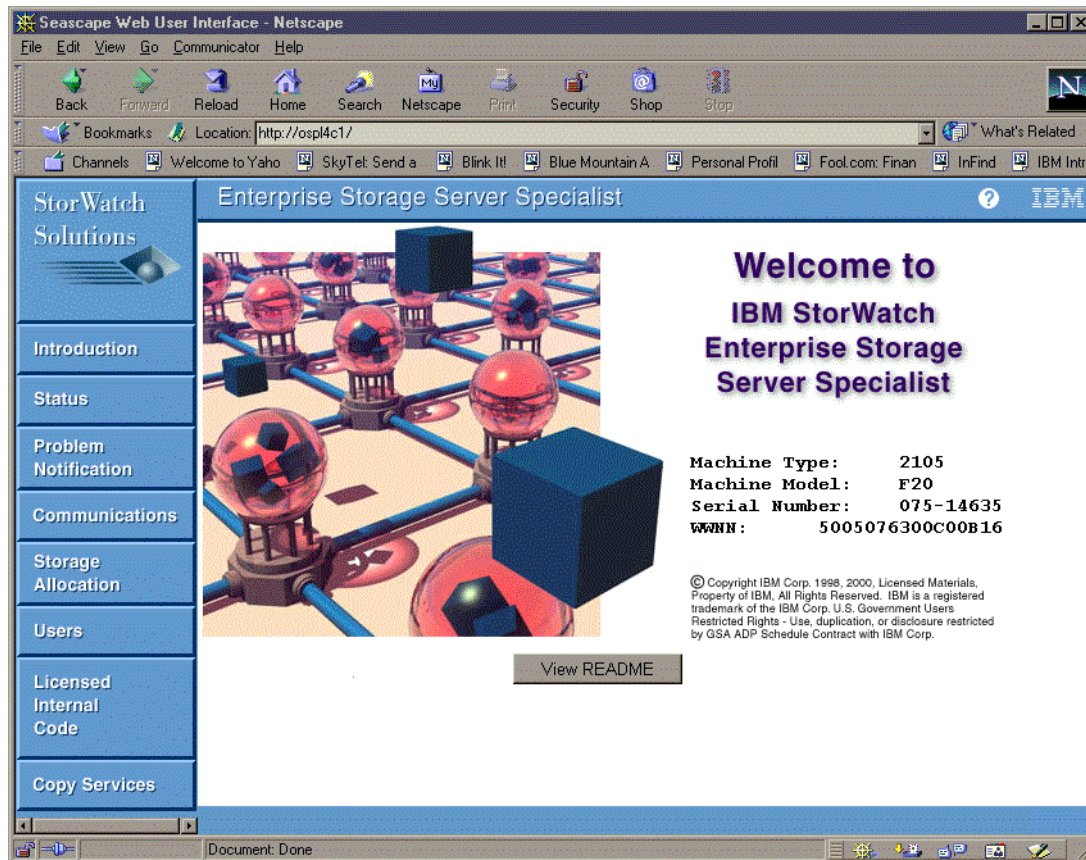 Seascape Web User Interface - Netscape
File Edit View Go Communicator Help
Back Forward Reload Home Search Netscape Print Security Shop Stop
My
N
Bookmarks Location: http://ospl4c1/ What's Related
Channels Welcome to Yaho SkyTel: Send a Blink It! Blue Mountain A Personal Profil Fool.com: Finan InFind IBM Intr
StorWatch
Solutions
Enterprise Storage Server Specialist ? IBM
Introduction
Status
Problem
Notification
Communications
Storage
Allocation
Users
Licensed
Internal
Code
Copy Services
Welcome to
IBM StorWatch
Enterprise Storage
Server Specialist
Machine Type: 2105
Machine Model: F20
Serial Number: 075-14635
WWNN: 5005076300C00B16
© Copyright IBM Corp. 1998, 2000, Licensed Materials,
Property of IBM, All Rights Reserved. IBM is a registered
trademark of the IBM Corp. U.S. Government Users
Restricted Rights - Use, duplication, or disclosure restricted
by GSA ADP Schedule Contract with IBM Corp.
View README
Document: Done